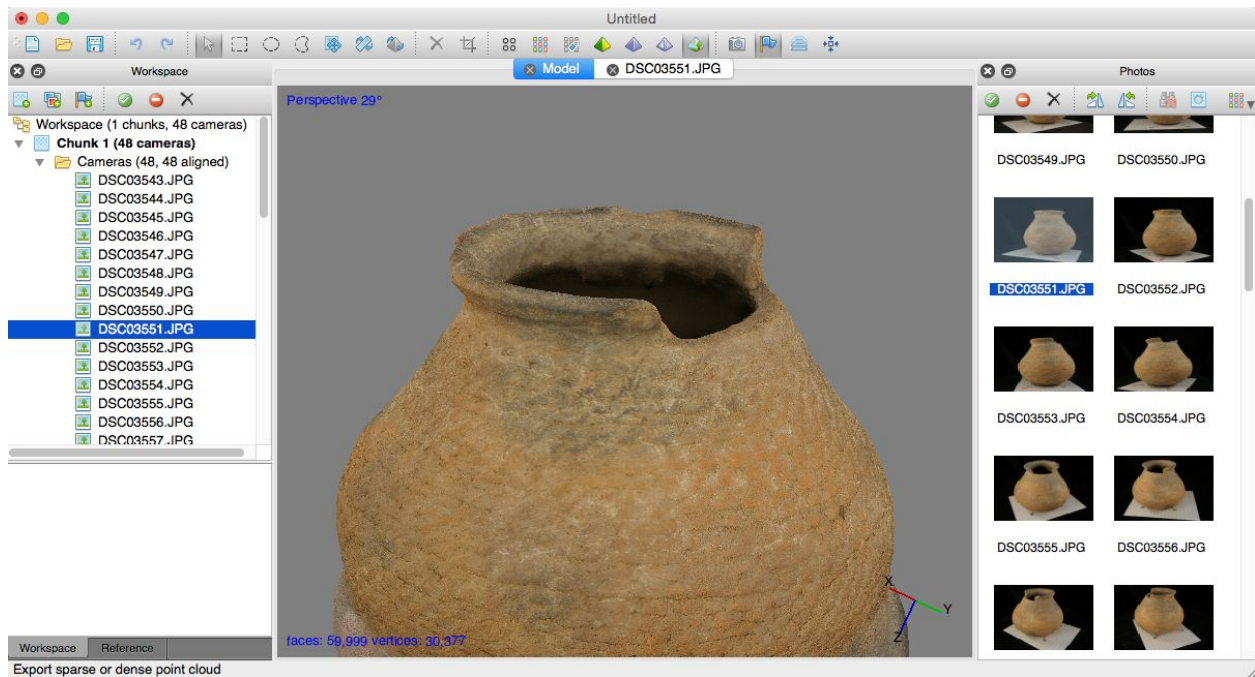 Untitled
Workspace
Model
DSC03551.JPG
Photos
Workspace (1 chunks, 48 cameras)
Chunk 1 (48 cameras)
Cameras (48, 48 aligned)
DSC03543.JPG
DSC03544.JPG
DSC03545.JPG
DSC03546.JPG
DSC03547.JPG
DSC03548.JPG
DSC03549.JPG
DSC03550.JPG
DSC03551.JPG
DSC03552.JPG
DSC03553.JPG
DSC03554.JPG
DSC03555.JPG
DSC03556.JPG
DSC03557.JPG
Workspace
Reference
Export sparse or dense point cloud
Perspective 29°
X
Y
Z
faces: 59,999 vertices: 30,377
DSC03549.JPG
DSC03550.JPG
DSC03551.JPG
DSC03552.JPG
DSC03553.JPG
DSC03554.JPG
DSC03555.JPG
DSC03556.JPG